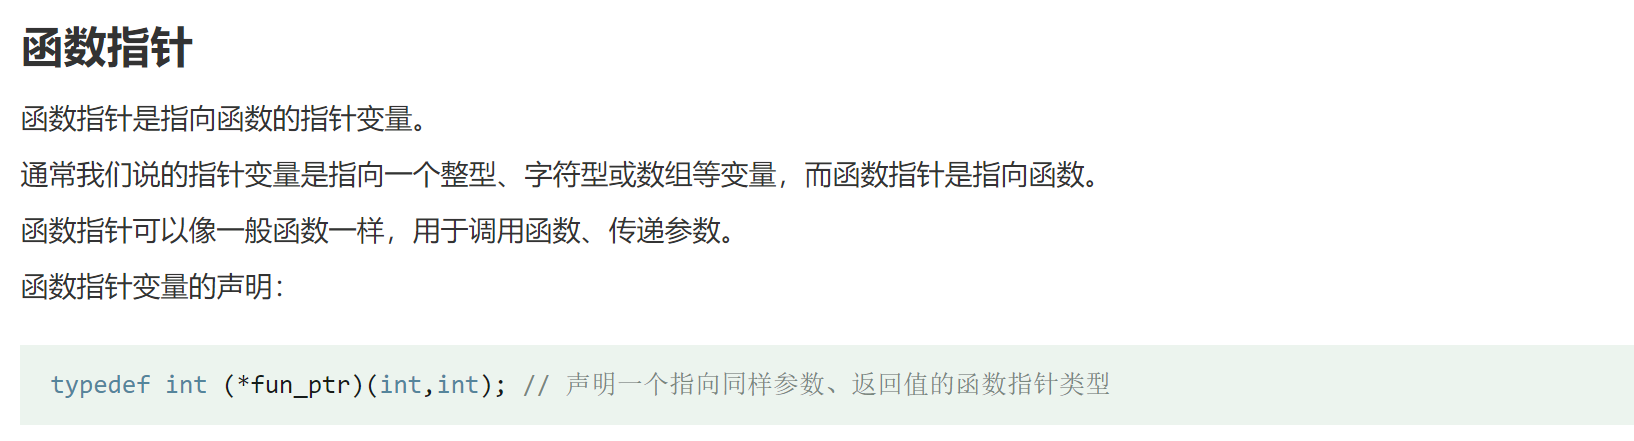 函数指针
函数指针是指向函数的指针变量。
通常我们说的指针变量是指向一个整型、字符型或数组等变量，而函数指针是指向函数。
函数指针可以像一般函数一样，用于调用函数、传递参数。
函数指针变量的声明：
typedef int (*fun_ptr)(int,int); // 声明一个指向同样参数、返回值的函数指针类型